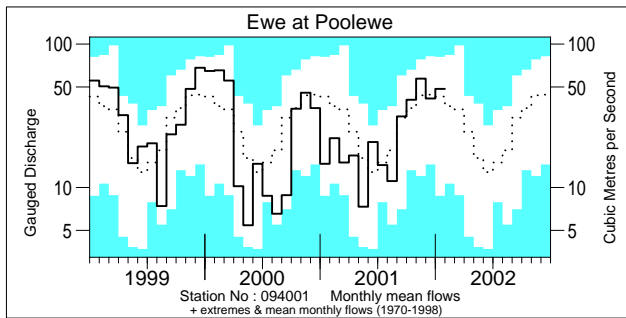 Ewe at Poolewe
100 100
50 50
10 10
5 5
Gauged Discharge
Cubic Metres per Second
1999 2000 2001 2002
Station No : 094001 Monthly mean flows
+ extremes & mean monthly flows (1970-1998)